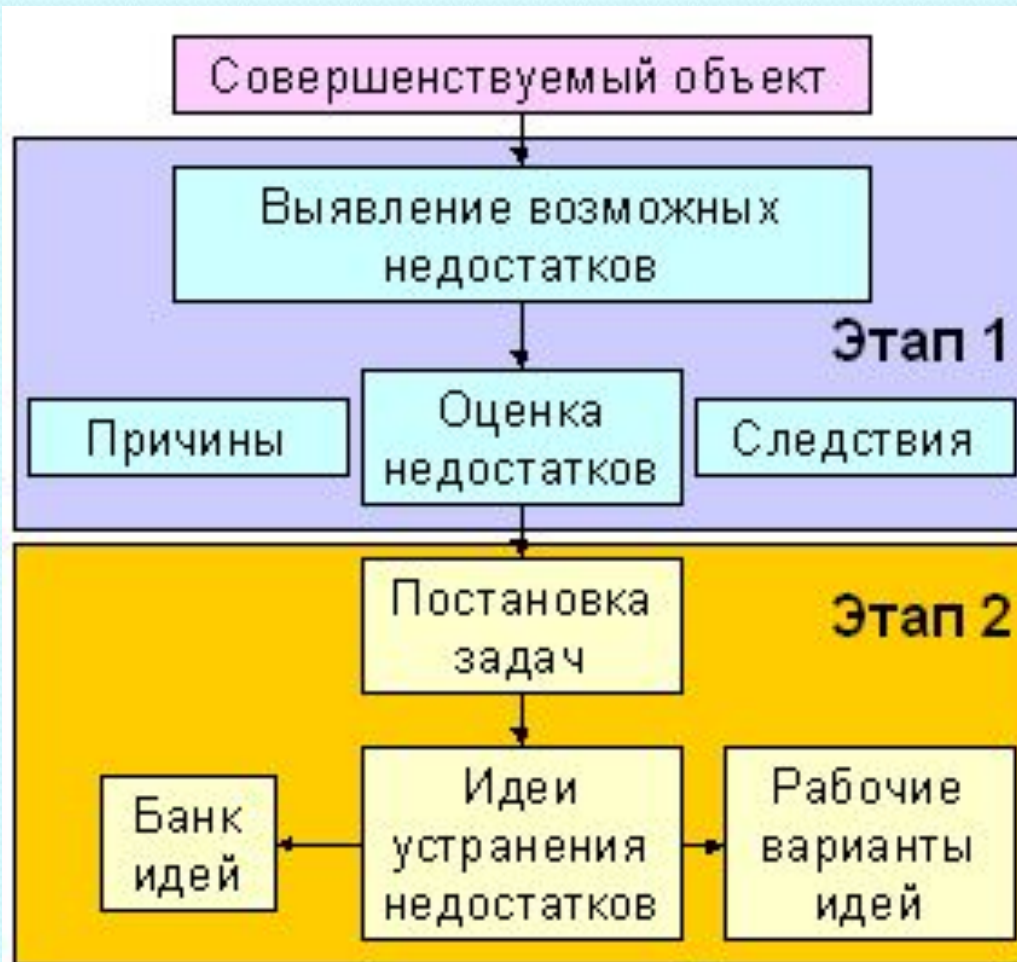 Совершенствуемый объект
Выявление возможных
недостатков
Этап 1
Причины
Оценка
недостатков
Следствия
Постановка
задач
Этап 2
Банк
идей
Идеи
устранения
недостатков
Рабочие
варианты
идей